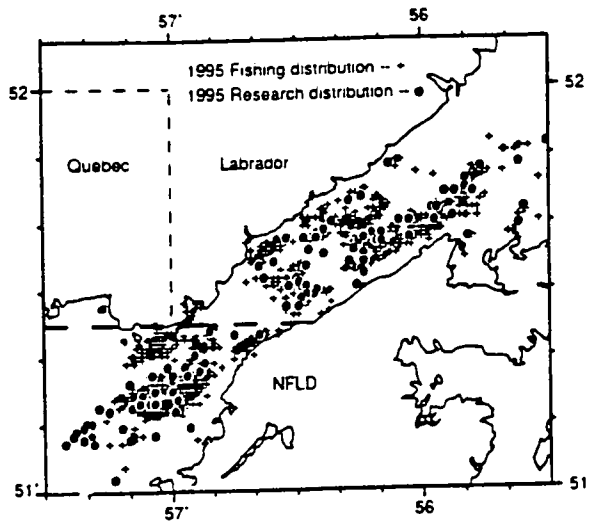 57° 56
1995 Fishing distribution -- +
52 1995 Research distribution -- ● 52
Quebec Labrador
NFLD
51° 51
57° 56